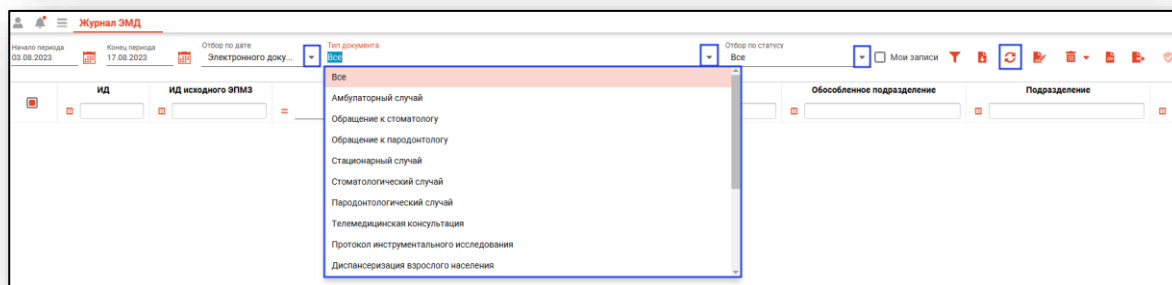 Журнал ЭМД
Начало периода Конец периода Отбор по дате Тип документа Отбор по статусу
03.08.2023 17.08.2023 Электронного доку... Все Все Мои записи
ИД ИД исходного ЭПМЗ = Обособленное подразделение Подразделение
Все
Амбулаторный случай
Обращение к стоматологу
Обращение к пародонтологу
Стационарный случай
Стоматологический случай
Пародонтологический случай
Телемедицинская консультация
Протокол инструментального исследования
Диспансеризация взрослого населения